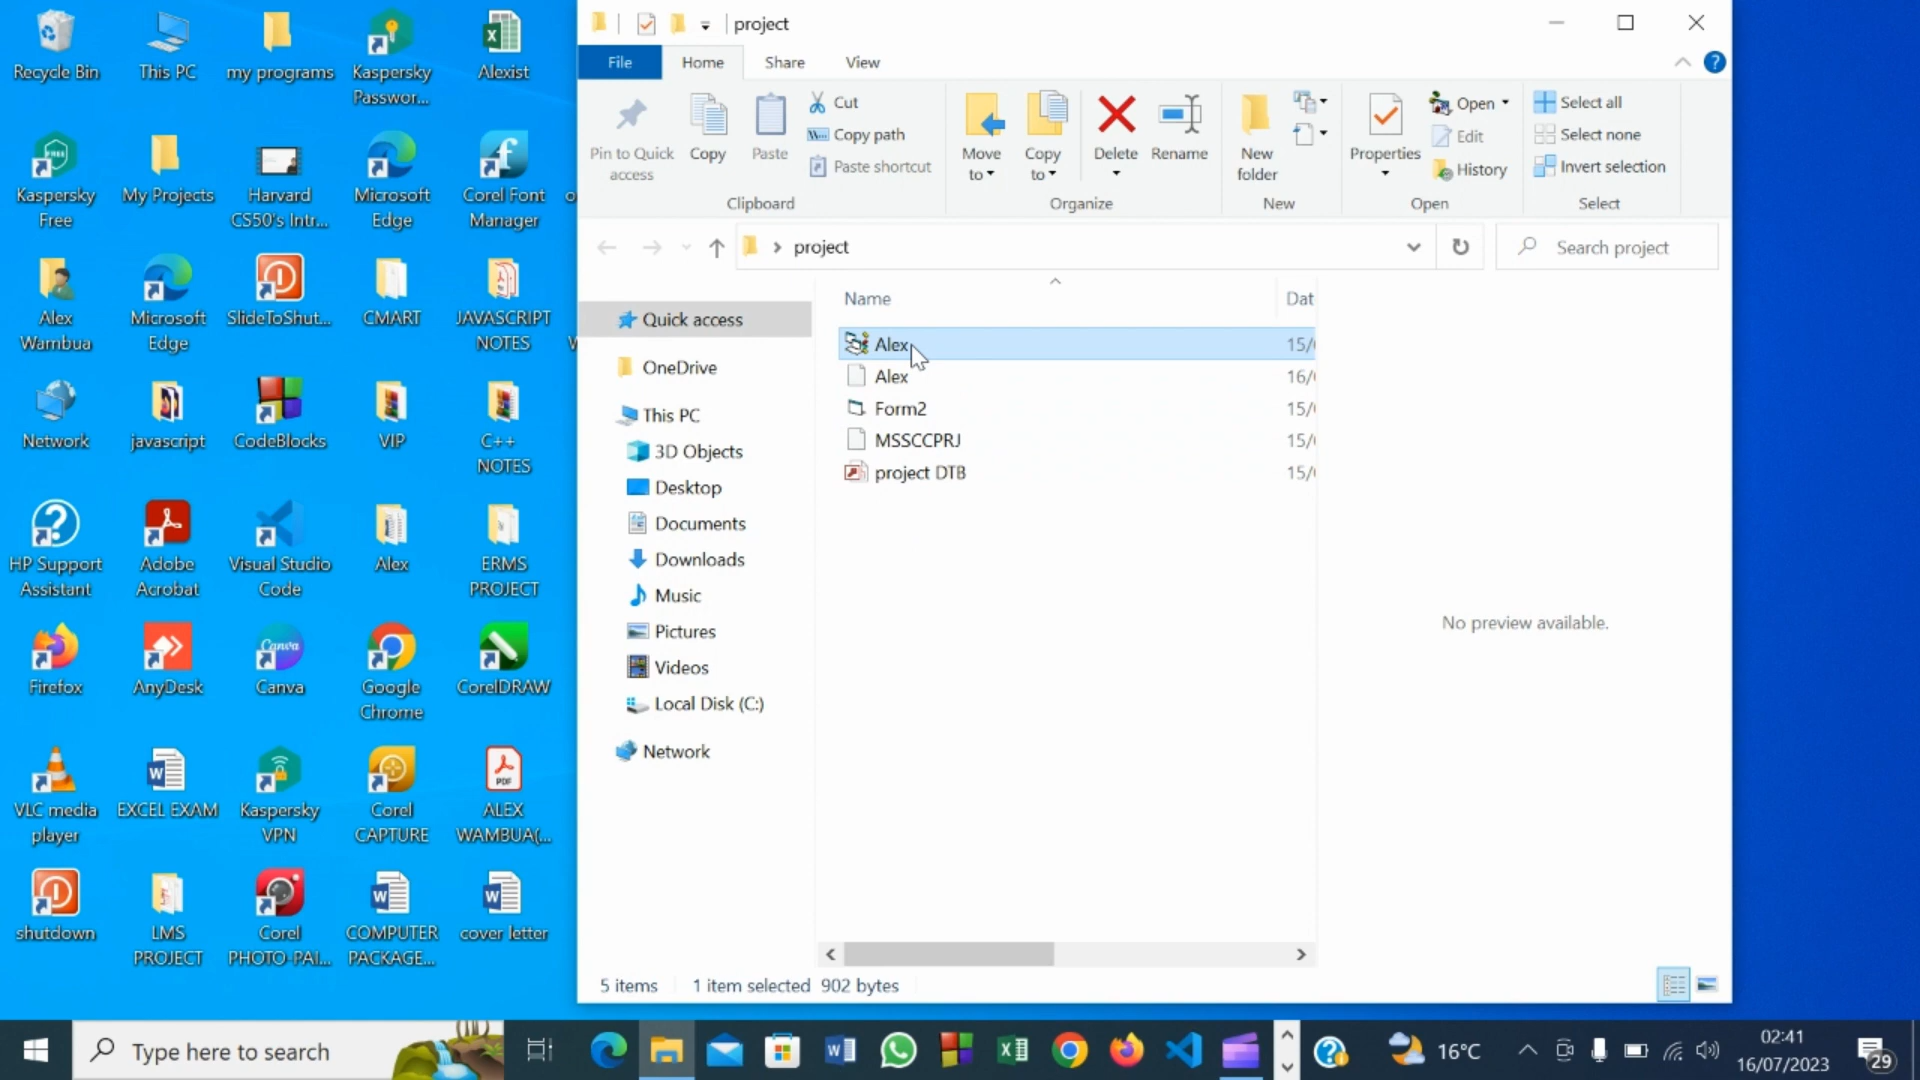 Recycle Bin
This PC
my programs
Kaspersky
Passwor...
Alexist
Kaspersky
Free
My Projects
Harvard
CS50's Intr...
Microsoft
Edge
Corel Font
Manager
Alex
Wambua
Microsoft
Edge
SlideToShut...
CMART
JAVASCRIPT
NOTES
Network
javascript
CodeBlocks
VIP
C++
NOTES
HP Support
Assistant
Adobe
Acrobat
Visual Studio
Code
Alex
ERMS
PROJECT
Firefox
AnyDesk
Canva
Google
Chrome
CorelDRAW
VLC media
player
EXCEL EXAM
Kaspersky
VPN
Corel
CAPTURE
ALEX
WAMBUA(...
shutdown
LMS
PROJECT
Corel
PHOTO-PAI...
COMPUTER
PACKAGE...
cover letter
project
File
Home
Share
View
Pin to Quick
access
Copy
Paste
Cut
Copy path
Paste shortcut
Clipboard
Move
to
Copy
to
Delete
Rename
Organize
New
folder
New
Properties
Open
Edit
History
Open
Select all
Select none
Invert selection
Select
project
Search project
Quick access
OneDrive
This PC
3D Objects
Desktop
Documents
Downloads
Music
Pictures
Videos
Local Disk (C:)
Network
Name
Dat
Alex
15/
Alex
16/
Form2
15/
MSSCCPRJ
15/
project DTB
15/
No preview available.
5 items
1 item selected 902 bytes
Type here to search
16°C
02:41
16/07/2023
29